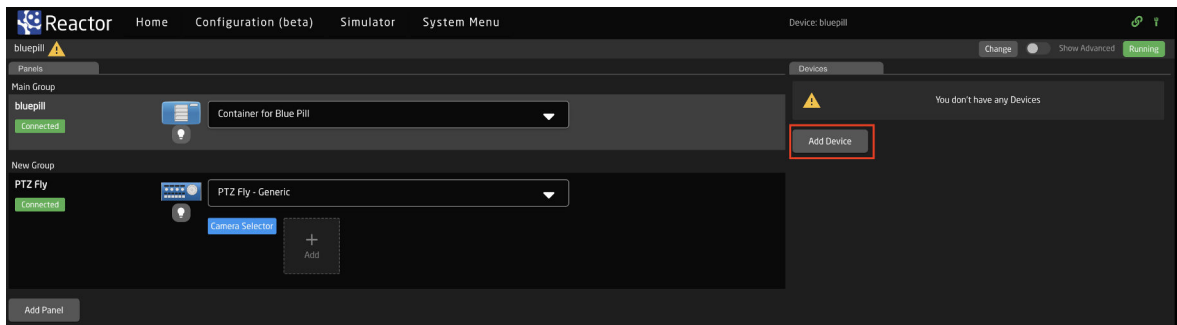 Reactor Home Configuration (beta) Simulator System Menu Device: bluepill
bluepill Change Show Advanced Running
Panels Devices
Main Group
bluepill
Connected
Container for Blue Pill
You don't have any Devices
Add Device
New Group
PTZ Fly
Connected
PTZ Fly - Generic
Camera Selector
+
Add
Add Panel